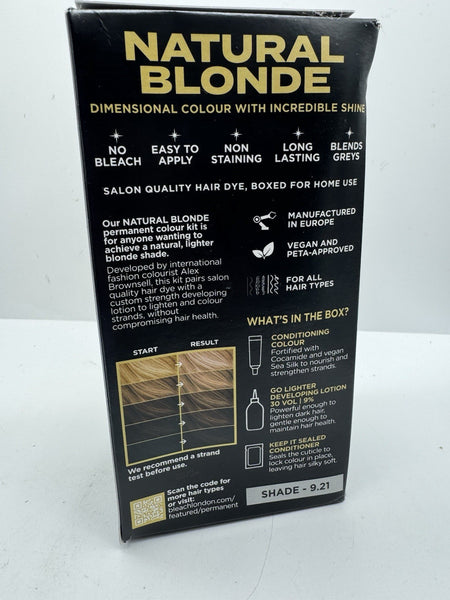 NATURAL
BLONDE
DIMENSIONAL COLOUR WITH INCREDIBLE SHINE
NO
BLEACH
EASY TO
APPLY
NON
STAINING
LONG
LASTING
BLENDS
GREYS
SALON QUALITY HAIR DYE, BOXED FOR HOME USE
Our NATURAL BLONDE
permanent colour kit is
for anyone wanting to
achieve a natural, lighter
blonde shade.
Developed by international
fashion colourist Alex
Brownsell, this kit pairs salon
quality hair dye with a
custom strength developing
lotion to lighten and colour
strands, without
compromising hair health.
MANUFACTURED
IN EUROPE
VEGAN AND
PETA-APPROVED
FOR ALL
HAIR TYPES
START
RESULT
We recommend a strand
test before use.
Scan the code for
more hair types
or visit:
bleachlondon.com/
featured/permanent
WHAT'S IN THE BOX?
CONDITIONING
COLOUR
Fortified with
Cocamide and vegan
Sea Silk to nourish and
strengthen strands.
GO LIGHTER
DEVELOPING LOTION
30 VOL | 9%
Powerful enough to
lighten dark hair,
gentle enough to
maintain hair health.
KEEP IT SEALED
CONDITIONER
Seals the cuticle to
lock colour in place,
leaving hair silky soft.
SHADE - 9.21